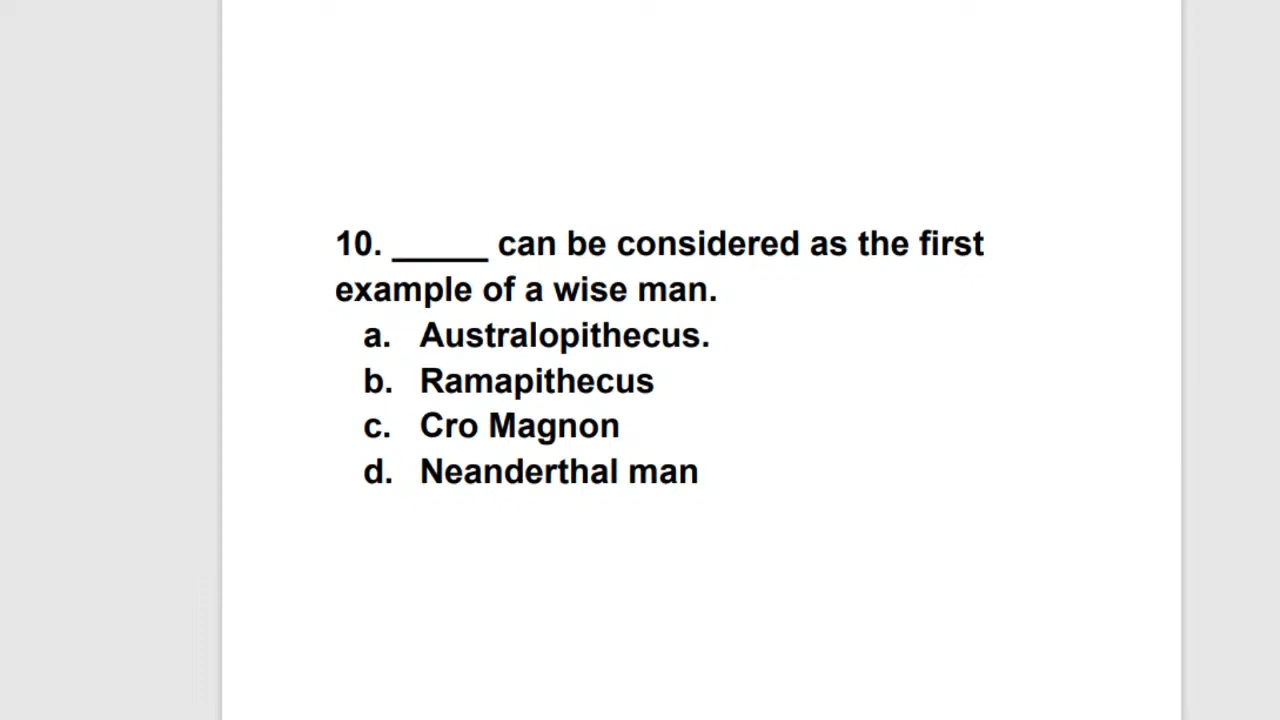 10. _____ can be considered as the first
example of a wise man.
a. Australopithecus.
b. Ramapithecus
c. Cro Magnon
d. Neanderthal man